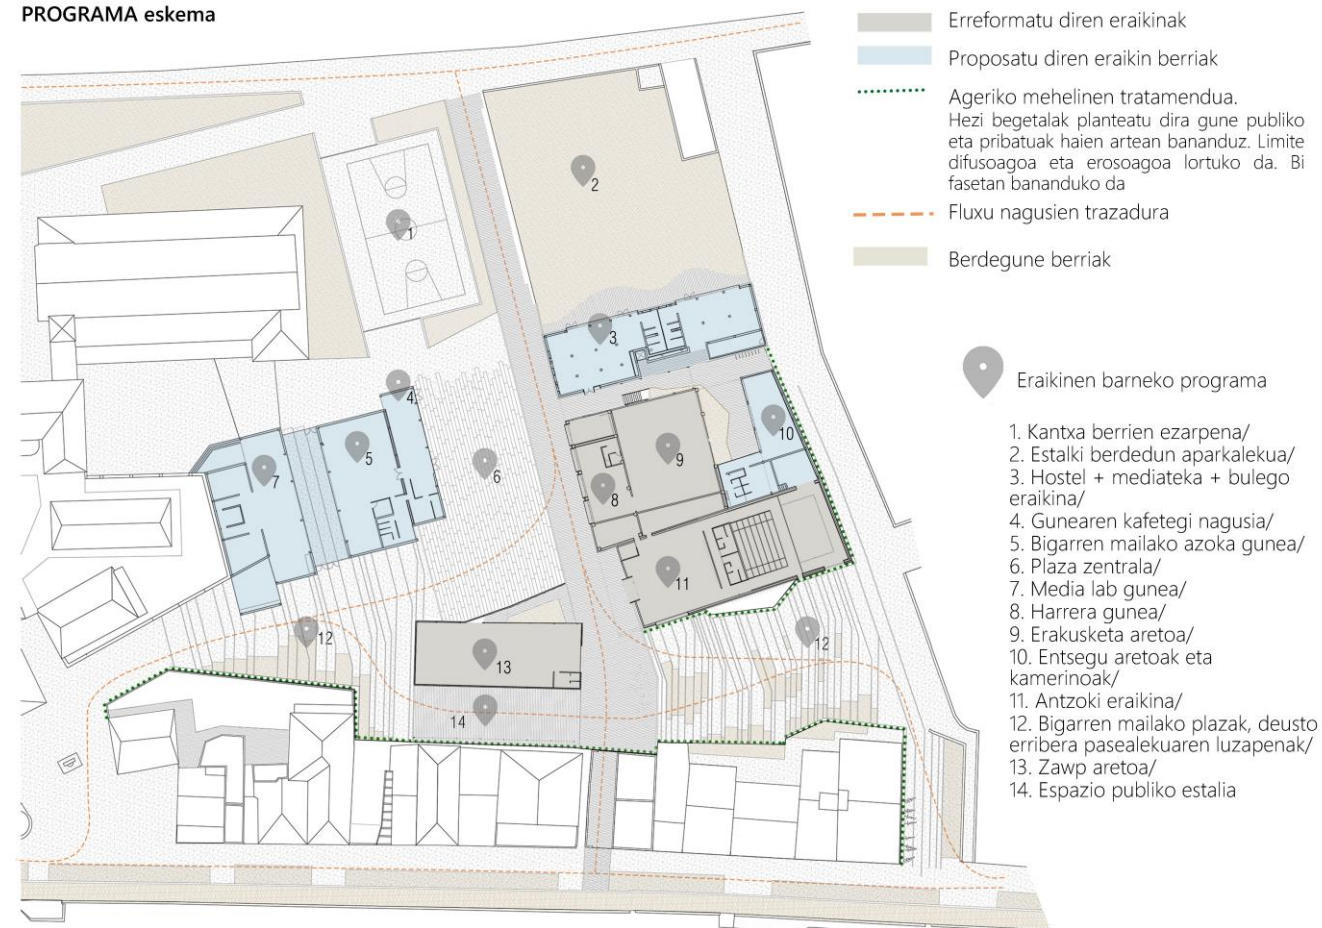 PROGRAMA eskema
Erreformatu diren eraikinak
Proposatu diren eraikin berriak
Ageriko mehelinen tratamendua.
Hezi begetalak planteatu dira gune publiko
eta pribatuak haien artean bananduz. Limite
difusoagoa eta erosoagoa lortuko da. Bi
fasetan bananduko da
Fluxu nagusien trazadura
Berdegune berriak
Eraikinen barneko programa
1. Kantxa berrien ezarpena/
2. Estalki berdedun aparkalekua/
3. Hostel + mediateka + bulego
eraikina/
4. Gunearen kafetegi nagusia/
5. Bigarren mailako azoka gunea/
6. Plaza zentrala/
7. Media lab gunea/
8. Harrera gunea/
9. Erakusketa aretoa/
10. Entsegu aretoak eta
kamerinoak/
11. Antzoki eraikina/
12. Bigarren mailako plazak, deusto
erribera pasealekuaren luzapenak/
13. Zawp aretoa/
14. Espazio publiko estalia
1
2
3
4
5
6
7
8
9
10
11
12
12
13
14